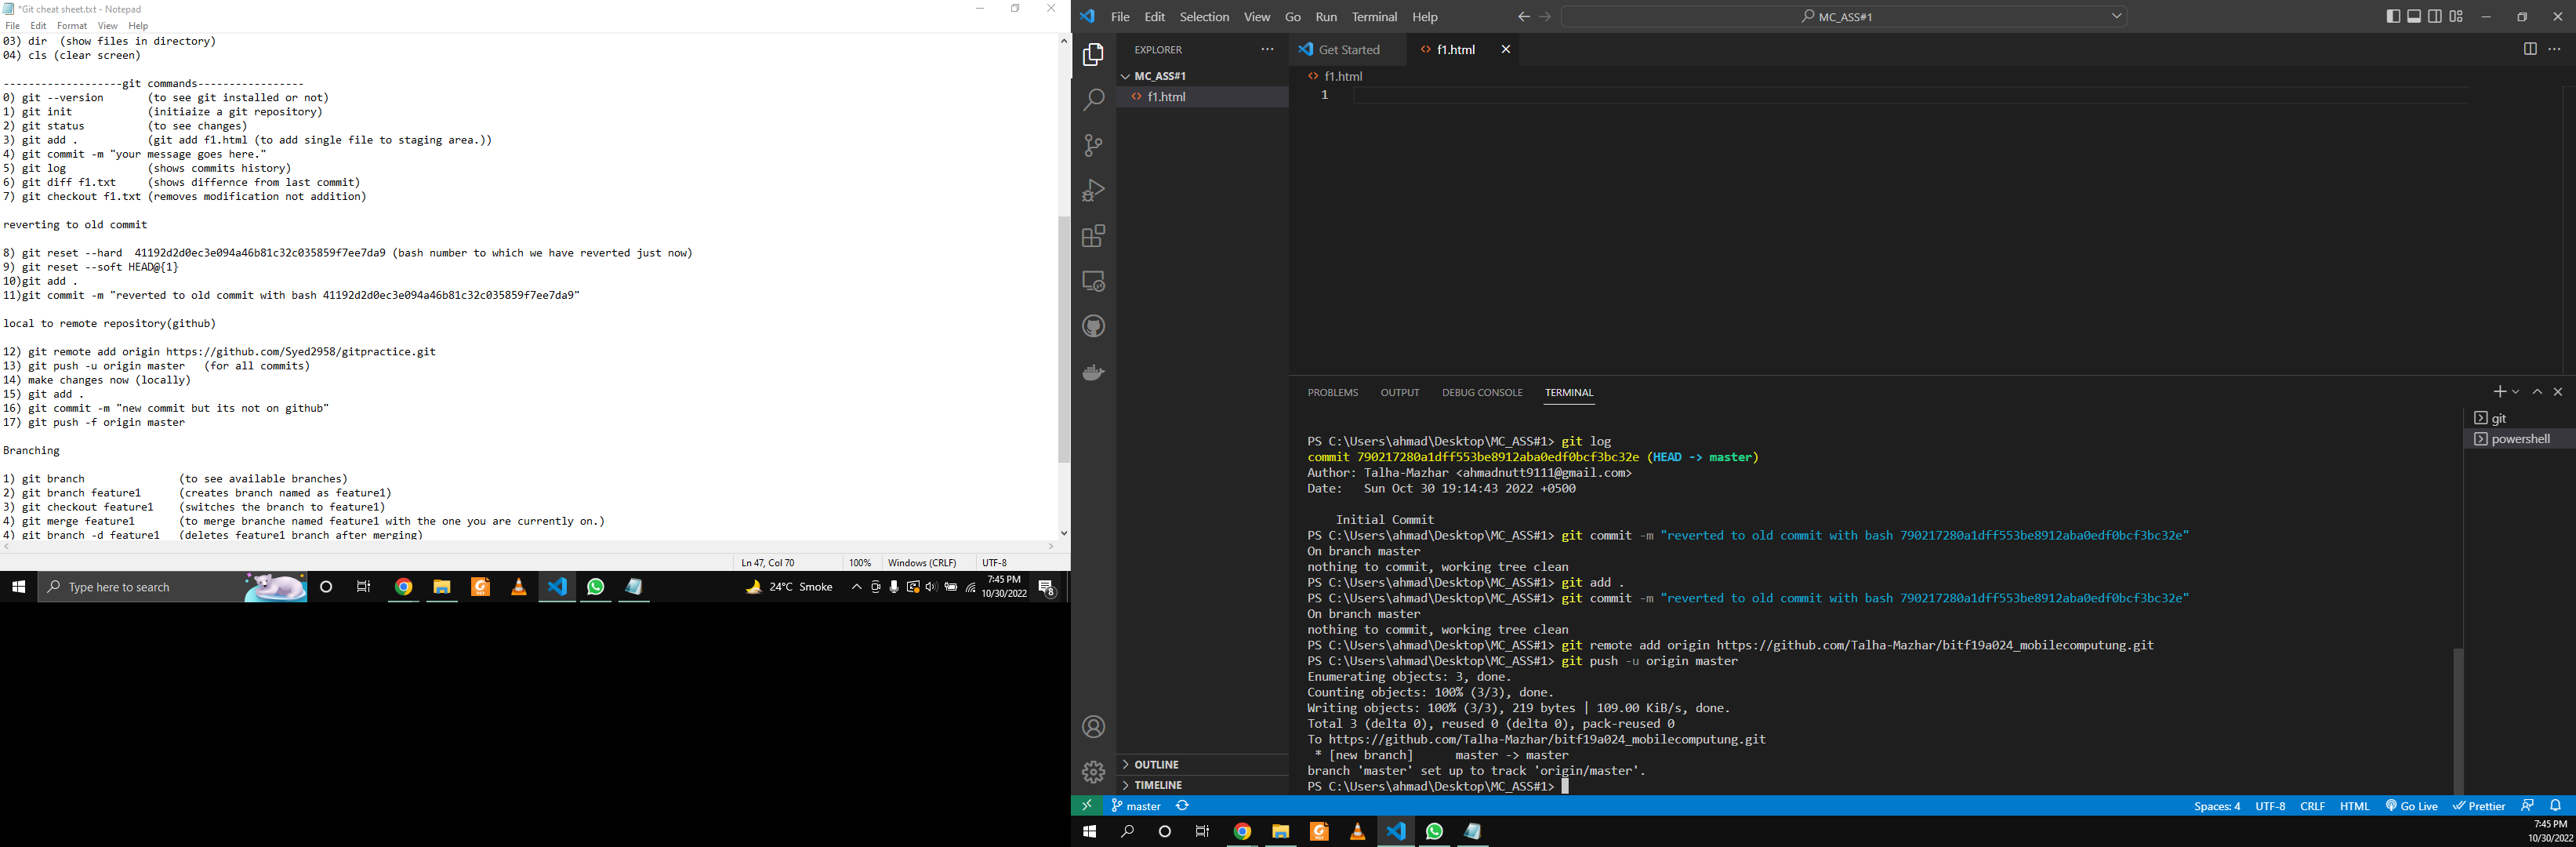 *Git cheat sheet.txt - Notepad
File Edit Format View Help
03) dir  (show files in directory)
04) cls (clear screen)
-------------------git commands-----------------
0) git --version       (to see git installed or not)
1) git init            (initiaize a git repository)
2) git status          (to see changes)
3) git add .           (git add f1.html (to add single file to staging area.))
4) git commit -m "your message goes here."
5) git log             (shows commits history)
6) git diff f1.txt     (shows differnce from last commit)
7) git checkout f1.txt (removes modification not addition)
reverting to old commit
8) git reset --hard  41192d2d0ec3e094a46b81c32c035859f7ee7da9 (bash number to which we have reverted just now)
9) git reset --soft HEAD@{1}
10)git add .
11)git commit -m "reverted to old commit with bash 41192d2d0ec3e094a46b81c32c035859f7ee7da9"
local to remote repository(github)
12) git remote add origin https://github.com/Syed2958/gitpractice.git
13) git push -u origin master   (for all commits)
14) make changes now (locally)
15) git add .
16) git commit -m "new commit but its not on github"
17) git push -f origin master
Branching
1) git branch               (to see available branches)
2) git branch feature1      (creates branch named as feature1)
3) git checkout feature1    (switches the branch to feature1)
4) git merge feature1       (to merge branche named feature1 with the one you are currently on.)
4) git branch -d feature1   (deletes feature1 branch after merging)
Ln 47, Col 70 100% Windows (CRLF) UTF-8
Type here to search
24°C Smoke
7:45 PM
10/30/2022
8
File Edit Selection View Go Run Terminal Help
MC_ASS#1
EXPLORER
MC_ASS#1
f1.html
OUTLINE
TIMELINE
Get Started
f1.html
f1.html
1
PROBLEMS OUTPUT DEBUG CONSOLE TERMINAL
git
powershell
PS C:\Users\ahmad\Desktop\MC_ASS#1> git log
commit 790217280a1dff553be8912aba0edf0bcf3bc32e (HEAD -> master)
Author: Talha-Mazhar <ahmadnutt9111@gmail.com>
Date:   Sun Oct 30 19:14:43 2022 +0500
Initial Commit
PS C:\Users\ahmad\Desktop\MC_ASS#1> git commit -m "reverted to old commit with bash 790217280a1dff553be8912aba0edf0bcf3bc32e"
On branch master
nothing to commit, working tree clean
PS C:\Users\ahmad\Desktop\MC_ASS#1> git add .
PS C:\Users\ahmad\Desktop\MC_ASS#1> git commit -m "reverted to old commit with bash 790217280a1dff553be8912aba0edf0bcf3bc32e"
On branch master
nothing to commit, working tree clean
PS C:\Users\ahmad\Desktop\MC_ASS#1> git remote add origin https://github.com/Talha-Mazhar/bitf19a024_mobilecomputung.git
PS C:\Users\ahmad\Desktop\MC_ASS#1> git push -u origin master
Enumerating objects: 3, done.
Counting objects: 100% (3/3), done.
Writing objects: 100% (3/3), 219 bytes | 109.00 KiB/s, done.
Total 3 (delta 0), reused 0 (delta 0), pack-reused 0
To https://github.com/Talha-Mazhar/bitf19a024_mobilecomputung.git
 * [new branch]      master -> master
branch 'master' set up to track 'origin/master'.
PS C:\Users\ahmad\Desktop\MC_ASS#1>
master
Spaces: 4 UTF-8 CRLF HTML Go Live Prettier
7:45 PM
10/30/2022